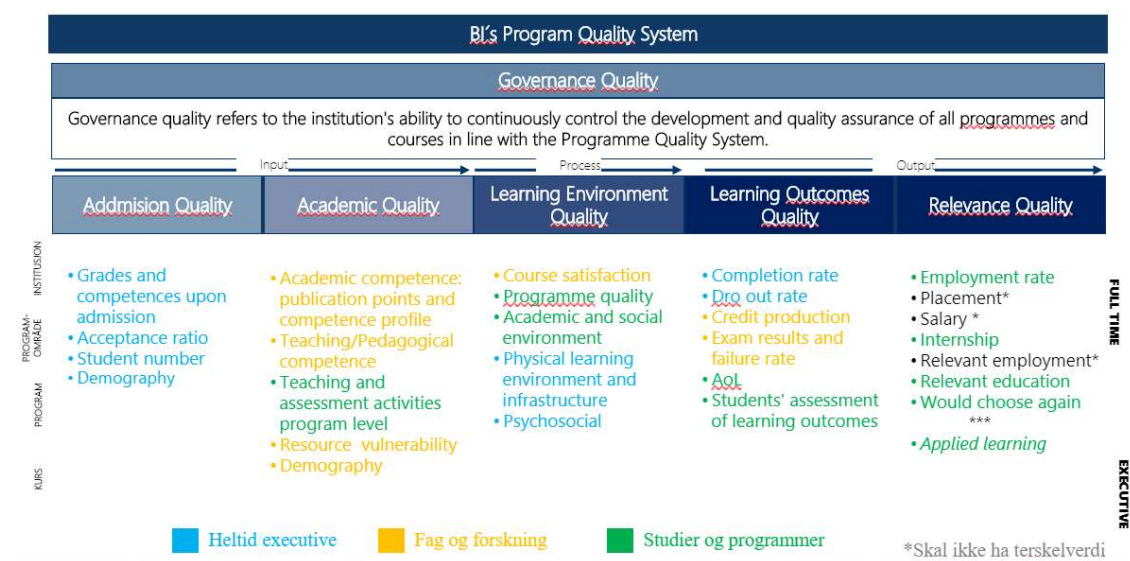 BI´s Program Quality System
Governance Quality
Governance quality refers to the institution's ability to continuously control the development and quality assurance of all programmes and
courses in line with the Programme Quality System.
Input
Process
Output
Addmision Quality
Academic Quality
Learning Environment
Quality
Learning Outcomes
Quality
Relevance Quality
INSTITUSJON
PROGRAM-
OMRÅDE
PROGRAM
KURS
• Grades and
competences upon
admission
• Acceptance ratio
• Student number
• Demography
• Academic competence:
publication points and
competence profile
• Teaching/Pedagogical
competence
• Teaching and
assessment activities
program level
• Resource vulnerability
• Demography
• Course satisfaction
• Programme quality
• Academic and social
environment
• Physical learning
environment and
infrastructure
• Psychosocial
• Completion rate
• Dro out rate
• Credit production
• Exam results and
failure rate
• AoL
• Students' assessment
of learning outcomes
• Employment rate
• Placement*
• Salary *
• Internship
• Relevant employment*
• Relevant education
• Would choose again
***
• Applied learning
FULL TIME
EXECUTIVE
Heltid executive
Fag og forskning
Studier og programmer
*Skal ikke ha terskelverdi